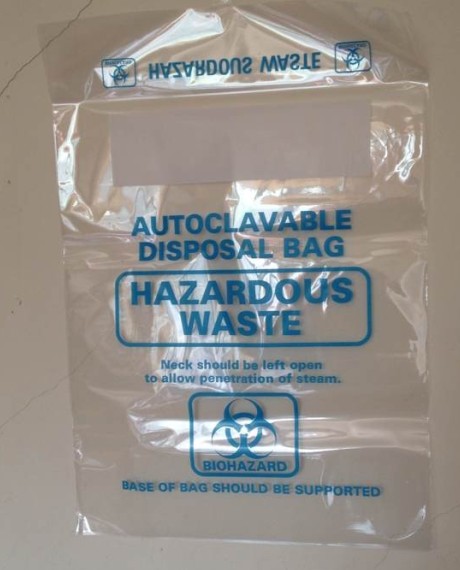 HAZARDOUS WASTE
AUTOCLAVABLE
DISPOSAL BAG
HAZARDOUS
WASTE
Neck should be left open
to allow penetration of steam.
BIOHAZARD
BASE OF BAG SHOULD BE SUPPORTED